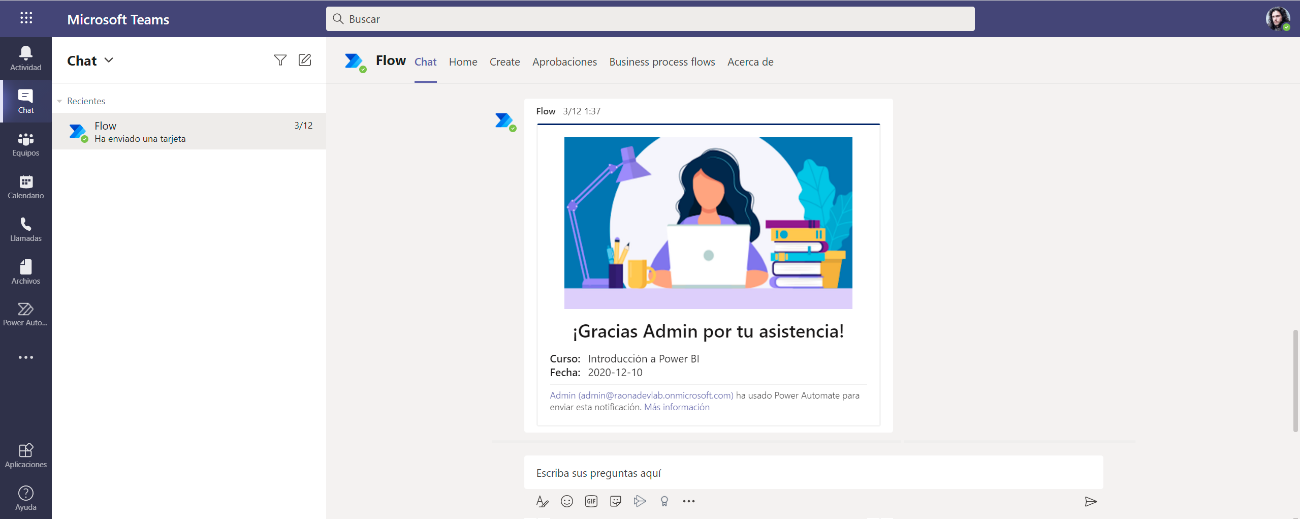 Microsoft Teams
Buscar
Actividad
Chat
Equipos
Calendario
Llamadas
Archivos
Power Auto...
Aplicaciones
Ayuda
Chat
Recientes
Flow 3/12
Ha enviado una tarjeta
Flow Chat Home Create Aprobaciones Business process flows Acerca de
Flow 3/12 1:37
¡Gracias Admin por tu asistencia!
Curso: Introducción a Power BI
Fecha: 2020-12-10
Admin (admin@raonadevlab.onmicrosoft.com) ha usado Power Automate para
enviar esta notificación. Más información
Escriba sus preguntas aquí
GIF